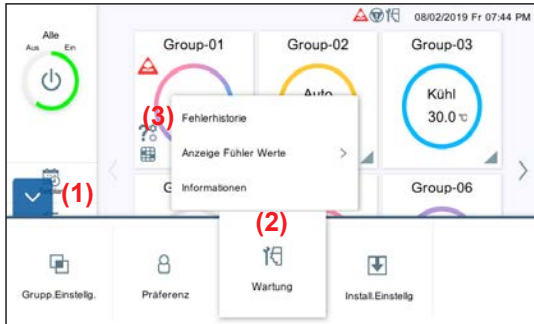 08/02/2019 Fr 07:44 PM
Alle
Aus Ein
Group-01
Group-02
Auto
Group-03
Kühl
30.0 ℃
(3)
Fehlerhistorie
Anzeige Fühler Werte >
Informationen
(1)
Group-06
(2)
Grupp.Einstellg.
Präferenz
Wartung
Install.Einstellg